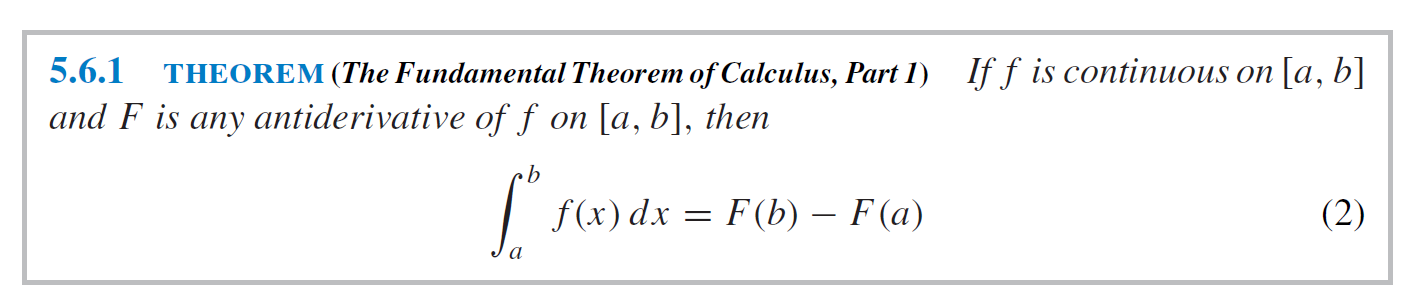 5.6.1 THEOREM (The Fundamental Theorem of Calculus, Part 1) If f is continuous on [a, b]
and F is any antiderivative of f on [a, b], then
∫_a^b f(x) dx = F(b) − F(a) (2)